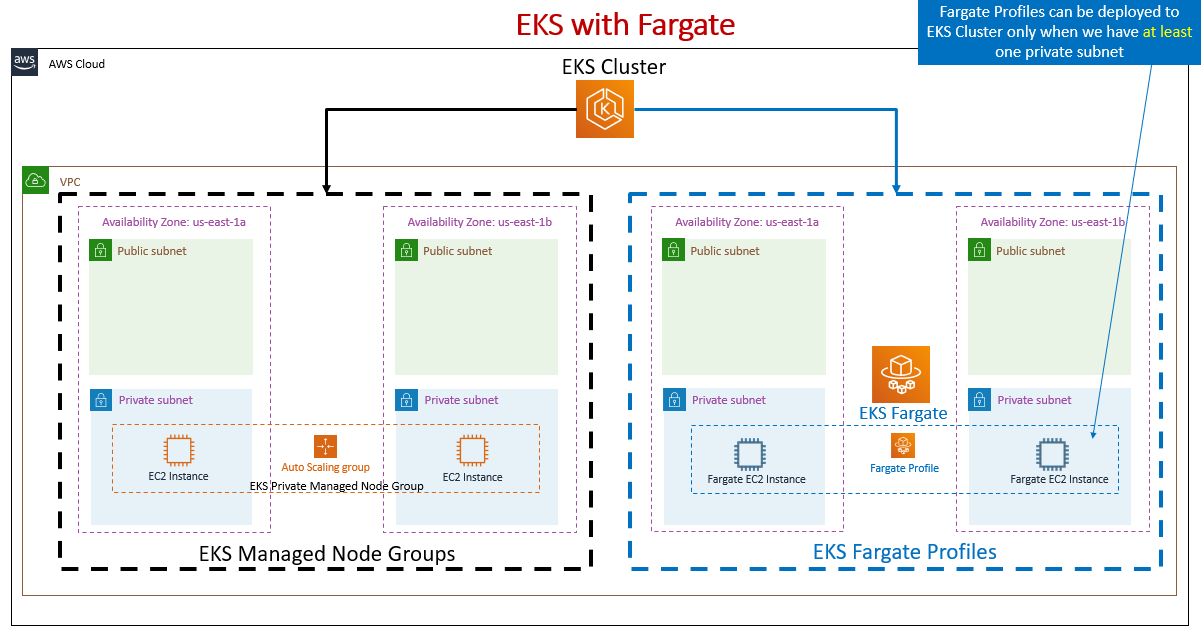 EKS with Fargate
Fargate Profiles can be deployed to
EKS Cluster only when we have at least
one private subnet
aws
AWS Cloud
EKS Cluster
K
VPC
Availability Zone: us-east-1a
Public subnet
Private subnet
EC2 Instance
Availability Zone: us-east-1b
Public subnet
Private subnet
EC2 Instance
Auto Scaling group
EKS Private Managed Node Group
EKS Managed Node Groups
Availability Zone: us-east-1a
Public subnet
Private subnet
Fargate EC2 Instance
Availability Zone: us-east-1b
Public subnet
Private subnet
Fargate EC2 Instance
EKS Fargate
Fargate Profile
EKS Fargate Profiles